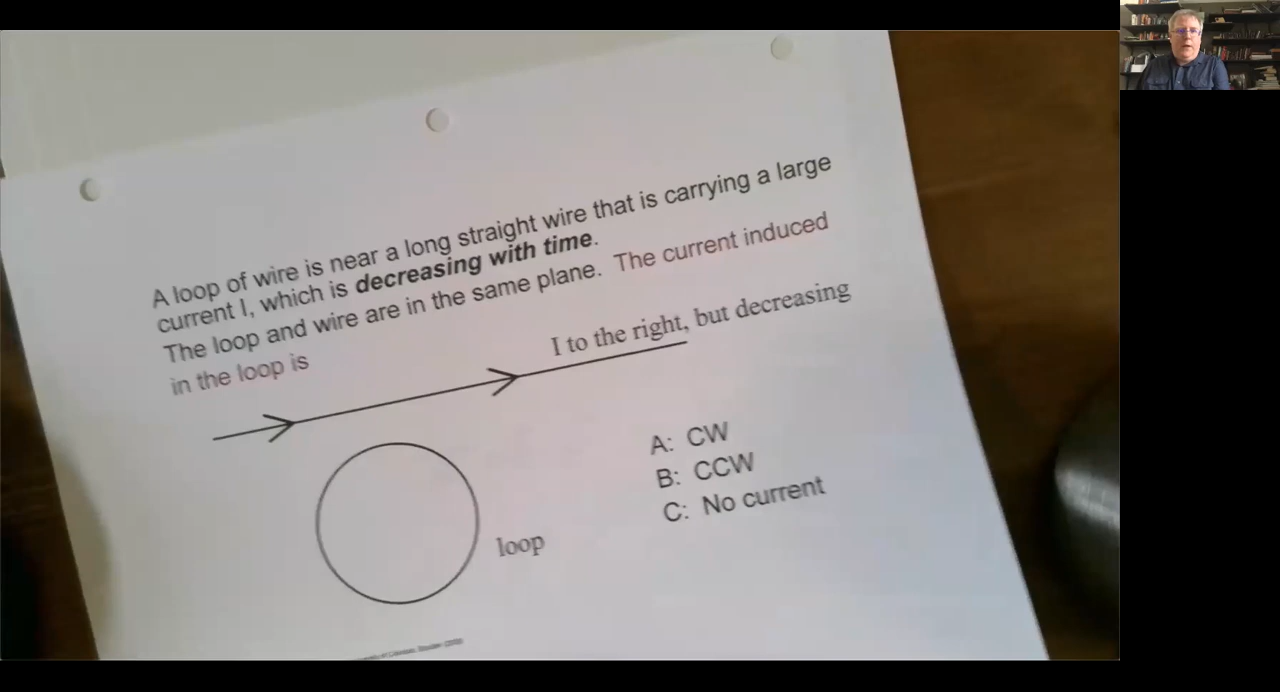 A loop of wire is near a long straight wire that is carrying a large
current I, which is decreasing with time.
The loop and wire are in the same plane. The current induced
in the loop is
I to the right, but decreasing
A: CW
B: CCW
C: No current
loop